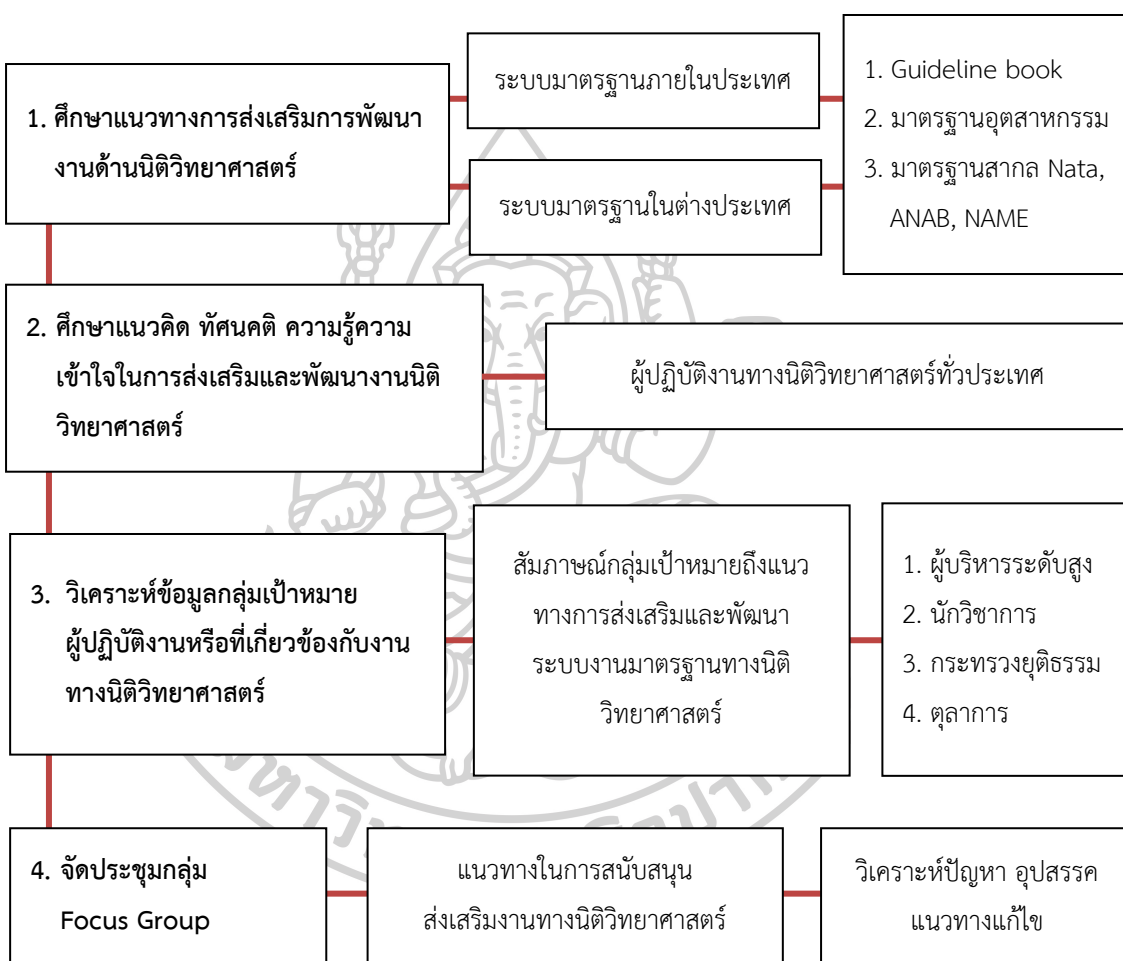 1. ศึกษาแนวทางการส่งเสริมการพัฒนา
งานด้านนิติวิทยาศาสตร์
ระบบมาตรฐานภายในประเทศ
ระบบมาตรฐานในต่างประเทศ
1. Guideline book
2. มาตรฐานอุตสาหกรรม
3. มาตรฐานสากล Nata,
ANAB, NAME
2. ศึกษาแนวคิด ทัศนคติ ความรู้ความ
เข้าใจในการส่งเสริมและพัฒนางานนิติ
วิทยาศาสตร์
ผู้ปฏิบัติงานทางนิติวิทยาศาสตร์ทั่วประเทศ
3. วิเคราะห์ข้อมูลกลุ่มเป้าหมาย
ผู้ปฏิบัติงานหรือที่เกี่ยวข้องกับงาน
ทางนิติวิทยาศาสตร์
สัมภาษณ์กลุ่มเป้าหมายถึงแนว
ทางการส่งเสริมและพัฒนา
ระบบงานมาตรฐานทางนิติ
วิทยาศาสตร์
1. ผู้บริหารระดับสูง
2. นักวิชาการ
3. กระทรวงยุติธรรม
4. ตุลาการ
4. จัดประชุมกลุ่ม
Focus Group
แนวทางในการสนับสนุน
ส่งเสริมงานทางนิติวิทยาศาสตร์
วิเคราะห์ปัญหา อุปสรรค
แนวทางแก้ไข